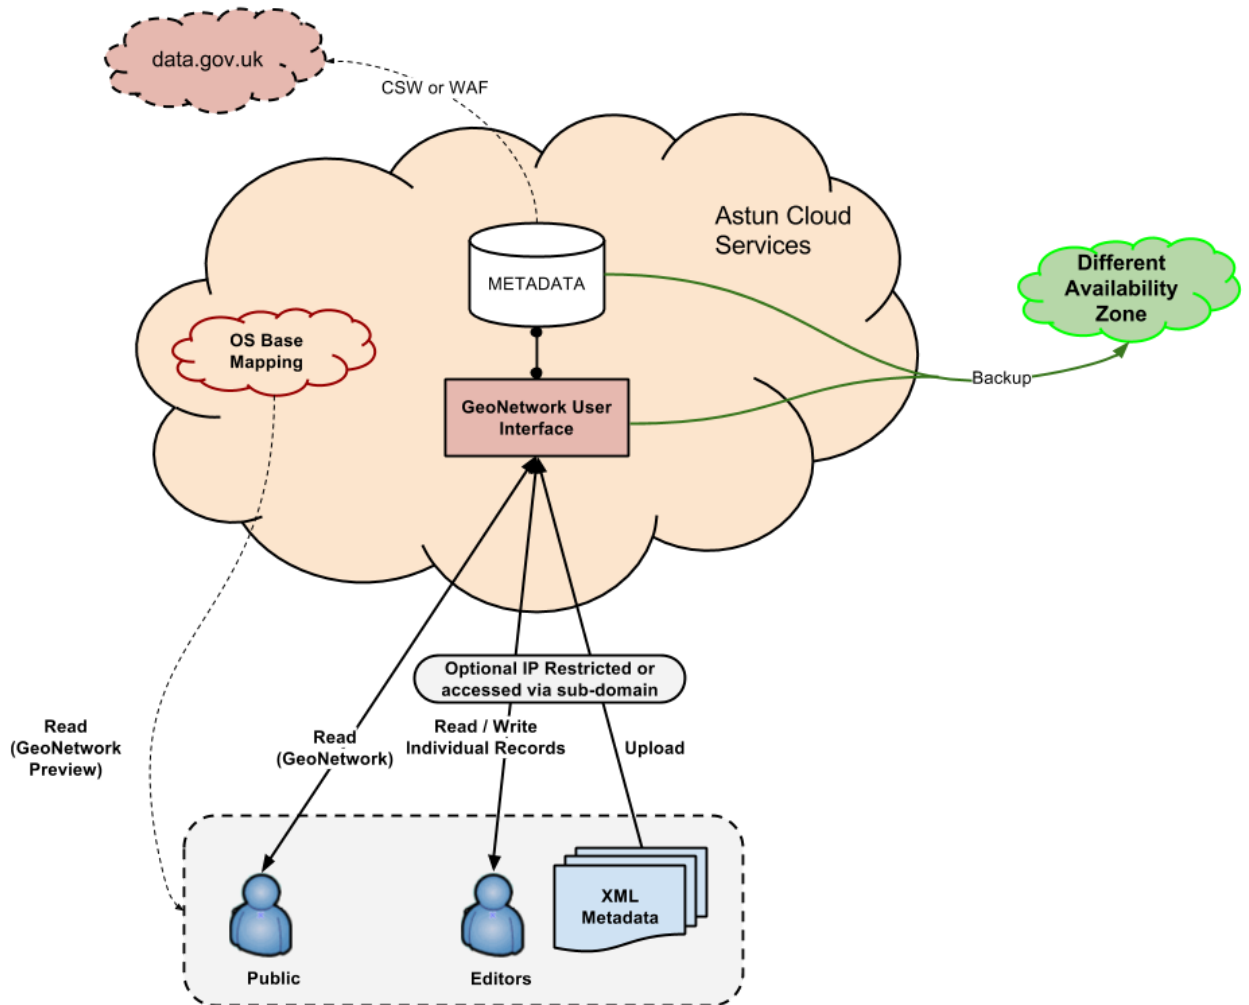 data.gov.uk
CSW or WAF
Astun Cloud
Services
METADATA
Different
Availability
Zone
OS Base
Mapping
Backup
GeoNetwork User
Interface
Optional IP Restricted or
accessed via sub-domain
Read
(GeoNetwork
Preview)
Read
(GeoNetwork)
Read / Write
Individual Records
Upload
XML
Metadata
Public
Editors